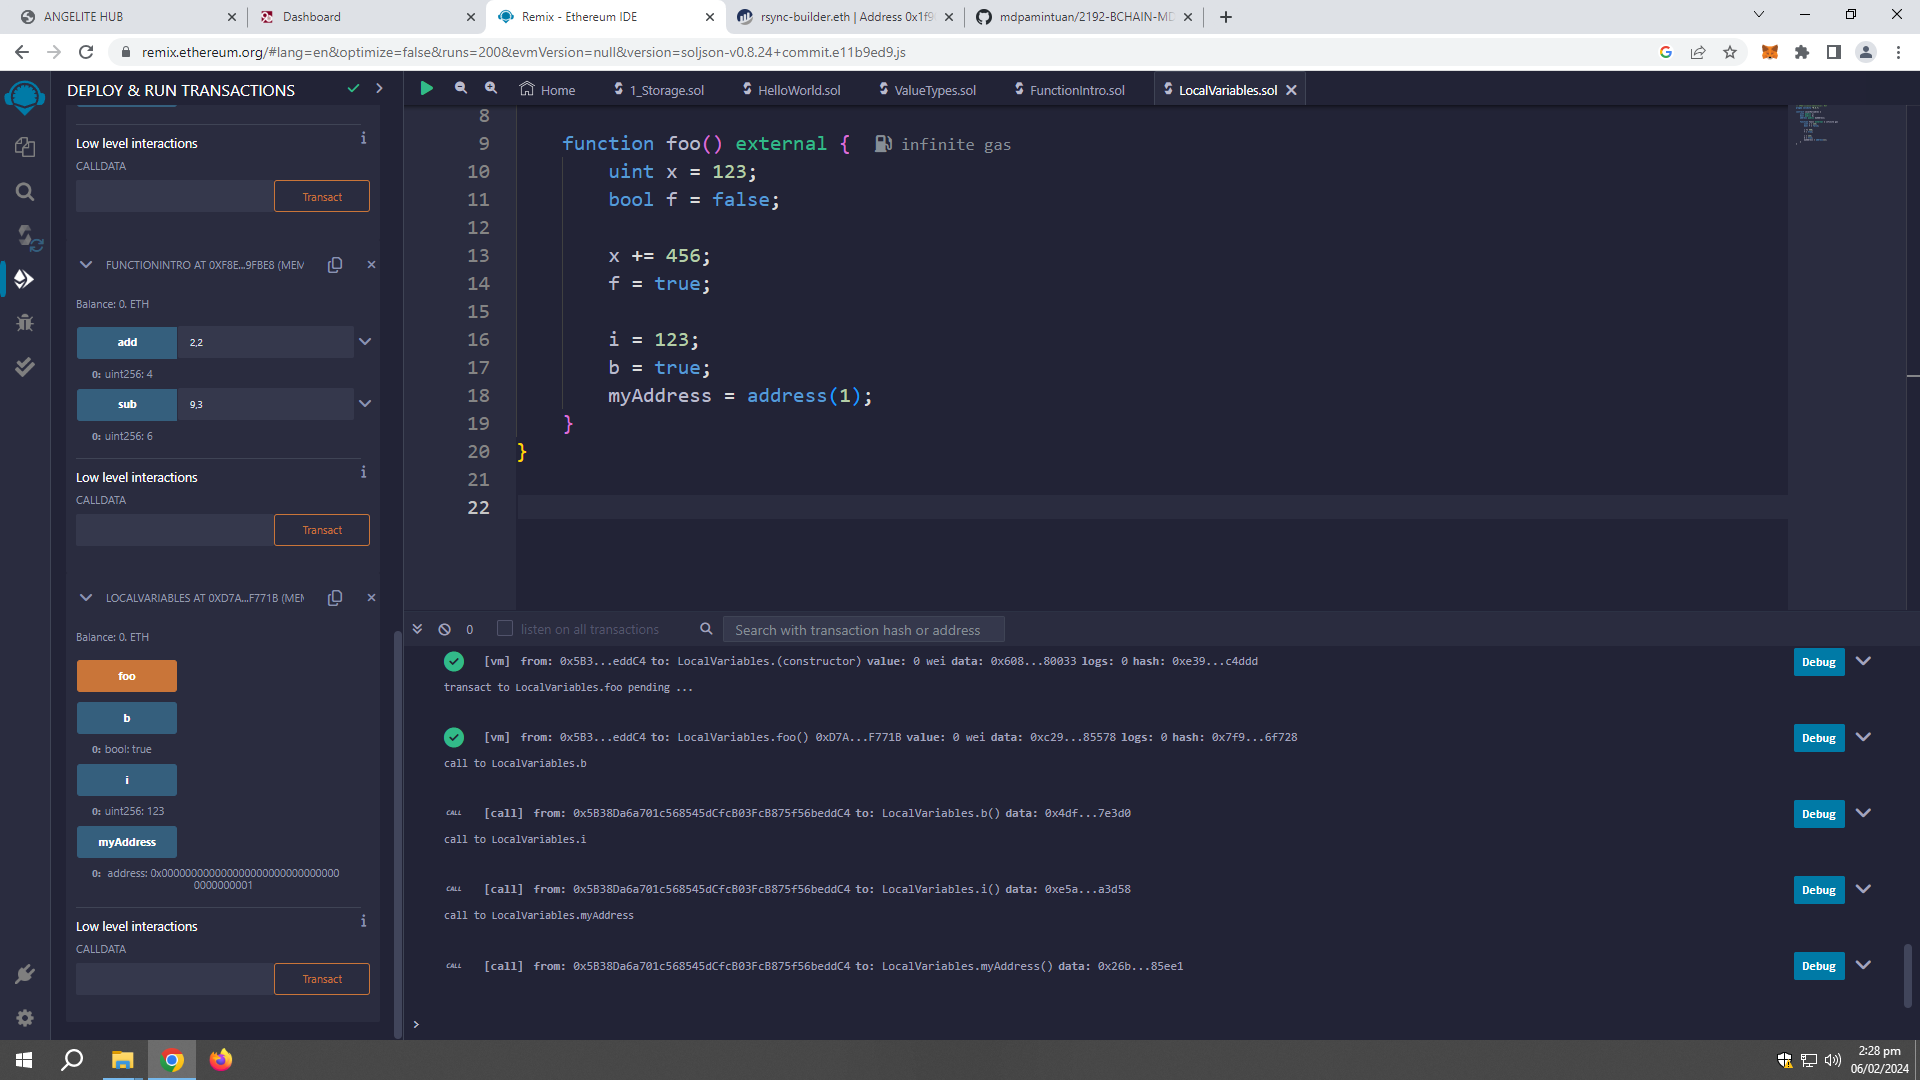 ANGELITE HUB
Dashboard
Remix - Ethereum IDE
rsync-builder.eth | Address 0x1f9
mdpamintuan/2192-BCHAIN-MD
remix.ethereum.org/#lang=en&optimize=false&runs=200&evmVersion=null&version=soljson-v0.8.24+commit.e11b9ed9.js
DEPLOY & RUN TRANSACTIONS
Home
1_Storage.sol
HelloWorld.sol
ValueTypes.sol
FunctionIntro.sol
LocalVariables.sol
Low level interactions
CALLDATA
Transact
FUNCTIONINTRO AT 0XF8E...9FBE8 (MEM
Balance: 0. ETH
add 2,2
0: uint256: 4
sub 9,3
0: uint256: 6
Low level interactions
CALLDATA
Transact
LOCALVARIABLES AT 0XD7A...F771B (MEM
Balance: 0. ETH
foo
b
0: bool: true
i
0: uint256: 123
myAddress
0: address: 0x00000000000000000000000000000
0000000001
Low level interactions
CALLDATA
Transact
8
9 function foo() external { infinite gas
10 uint x = 123;
11 bool f = false;
12
13 x += 456;
14 f = true;
15
16 i = 123;
17 b = true;
18 myAddress = address(1);
19 }
20 }
21
22
0 listen on all transactions Search with transaction hash or address
[vm] from: 0x5B3...eddC4 to: LocalVariables.(constructor) value: 0 wei data: 0x608...80033 logs: 0 hash: 0xe39...c4ddd Debug
transact to LocalVariables.foo pending ...
[vm] from: 0x5B3...eddC4 to: LocalVariables.foo() 0xD7A...F771B value: 0 wei data: 0xc29...85578 logs: 0 hash: 0x7f9...6f728 Debug
call to LocalVariables.b
CALL [call] from: 0x5B38Da6a701c568545dCfcB03FcB875f56beddC4 to: LocalVariables.b() data: 0x4df...7e3d0 Debug
call to LocalVariables.i
CALL [call] from: 0x5B38Da6a701c568545dCfcB03FcB875f56beddC4 to: LocalVariables.i() data: 0xe5a...a3d58 Debug
call to LocalVariables.myAddress
CALL [call] from: 0x5B38Da6a701c568545dCfcB03FcB875f56beddC4 to: LocalVariables.myAddress() data: 0x26b...85ee1 Debug
>
2:28 pm
06/02/2024